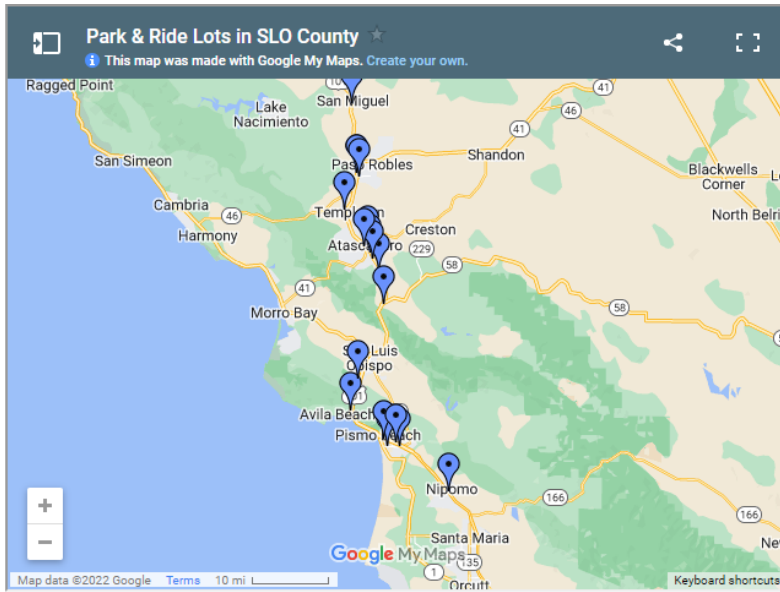 Park & Ride Lots in SLO County
This map was made with Google My Maps. Create your own.
Ragged Point
San Miguel
41
Lake
Nacimiento
46
41
San Simeon
Paso Robles
Shandon
Blackwells
Corner
Cambria
46
Templeton
North Belri
Harmony
Creston
Atascadero
229
58
41
Morro Bay
58
San Luis
Obispo
101
Avila Beach
Pismo Beach
Nipomo
166
166
Santa Maria
Google My Maps
135
1
Orcutt
Map data ©2022 Google Terms 10 mi
Keyboard shortcuts